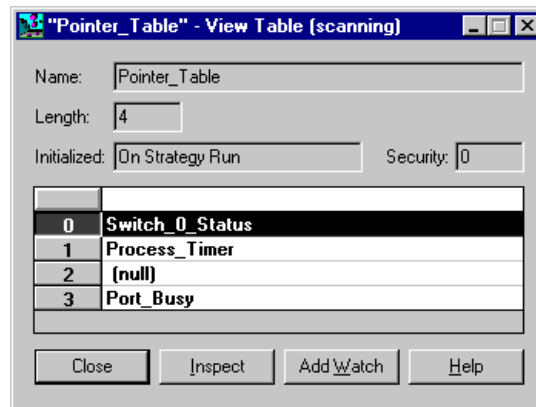 "Pointer_Table" - View Table (scanning)
Name: Pointer_Table
Length: 4
Initialized: On Strategy Run Security: 0
0 Switch_0_Status
1 Process_Timer
2 (null)
3 Port_Busy
Close Inspect Add Watch Help